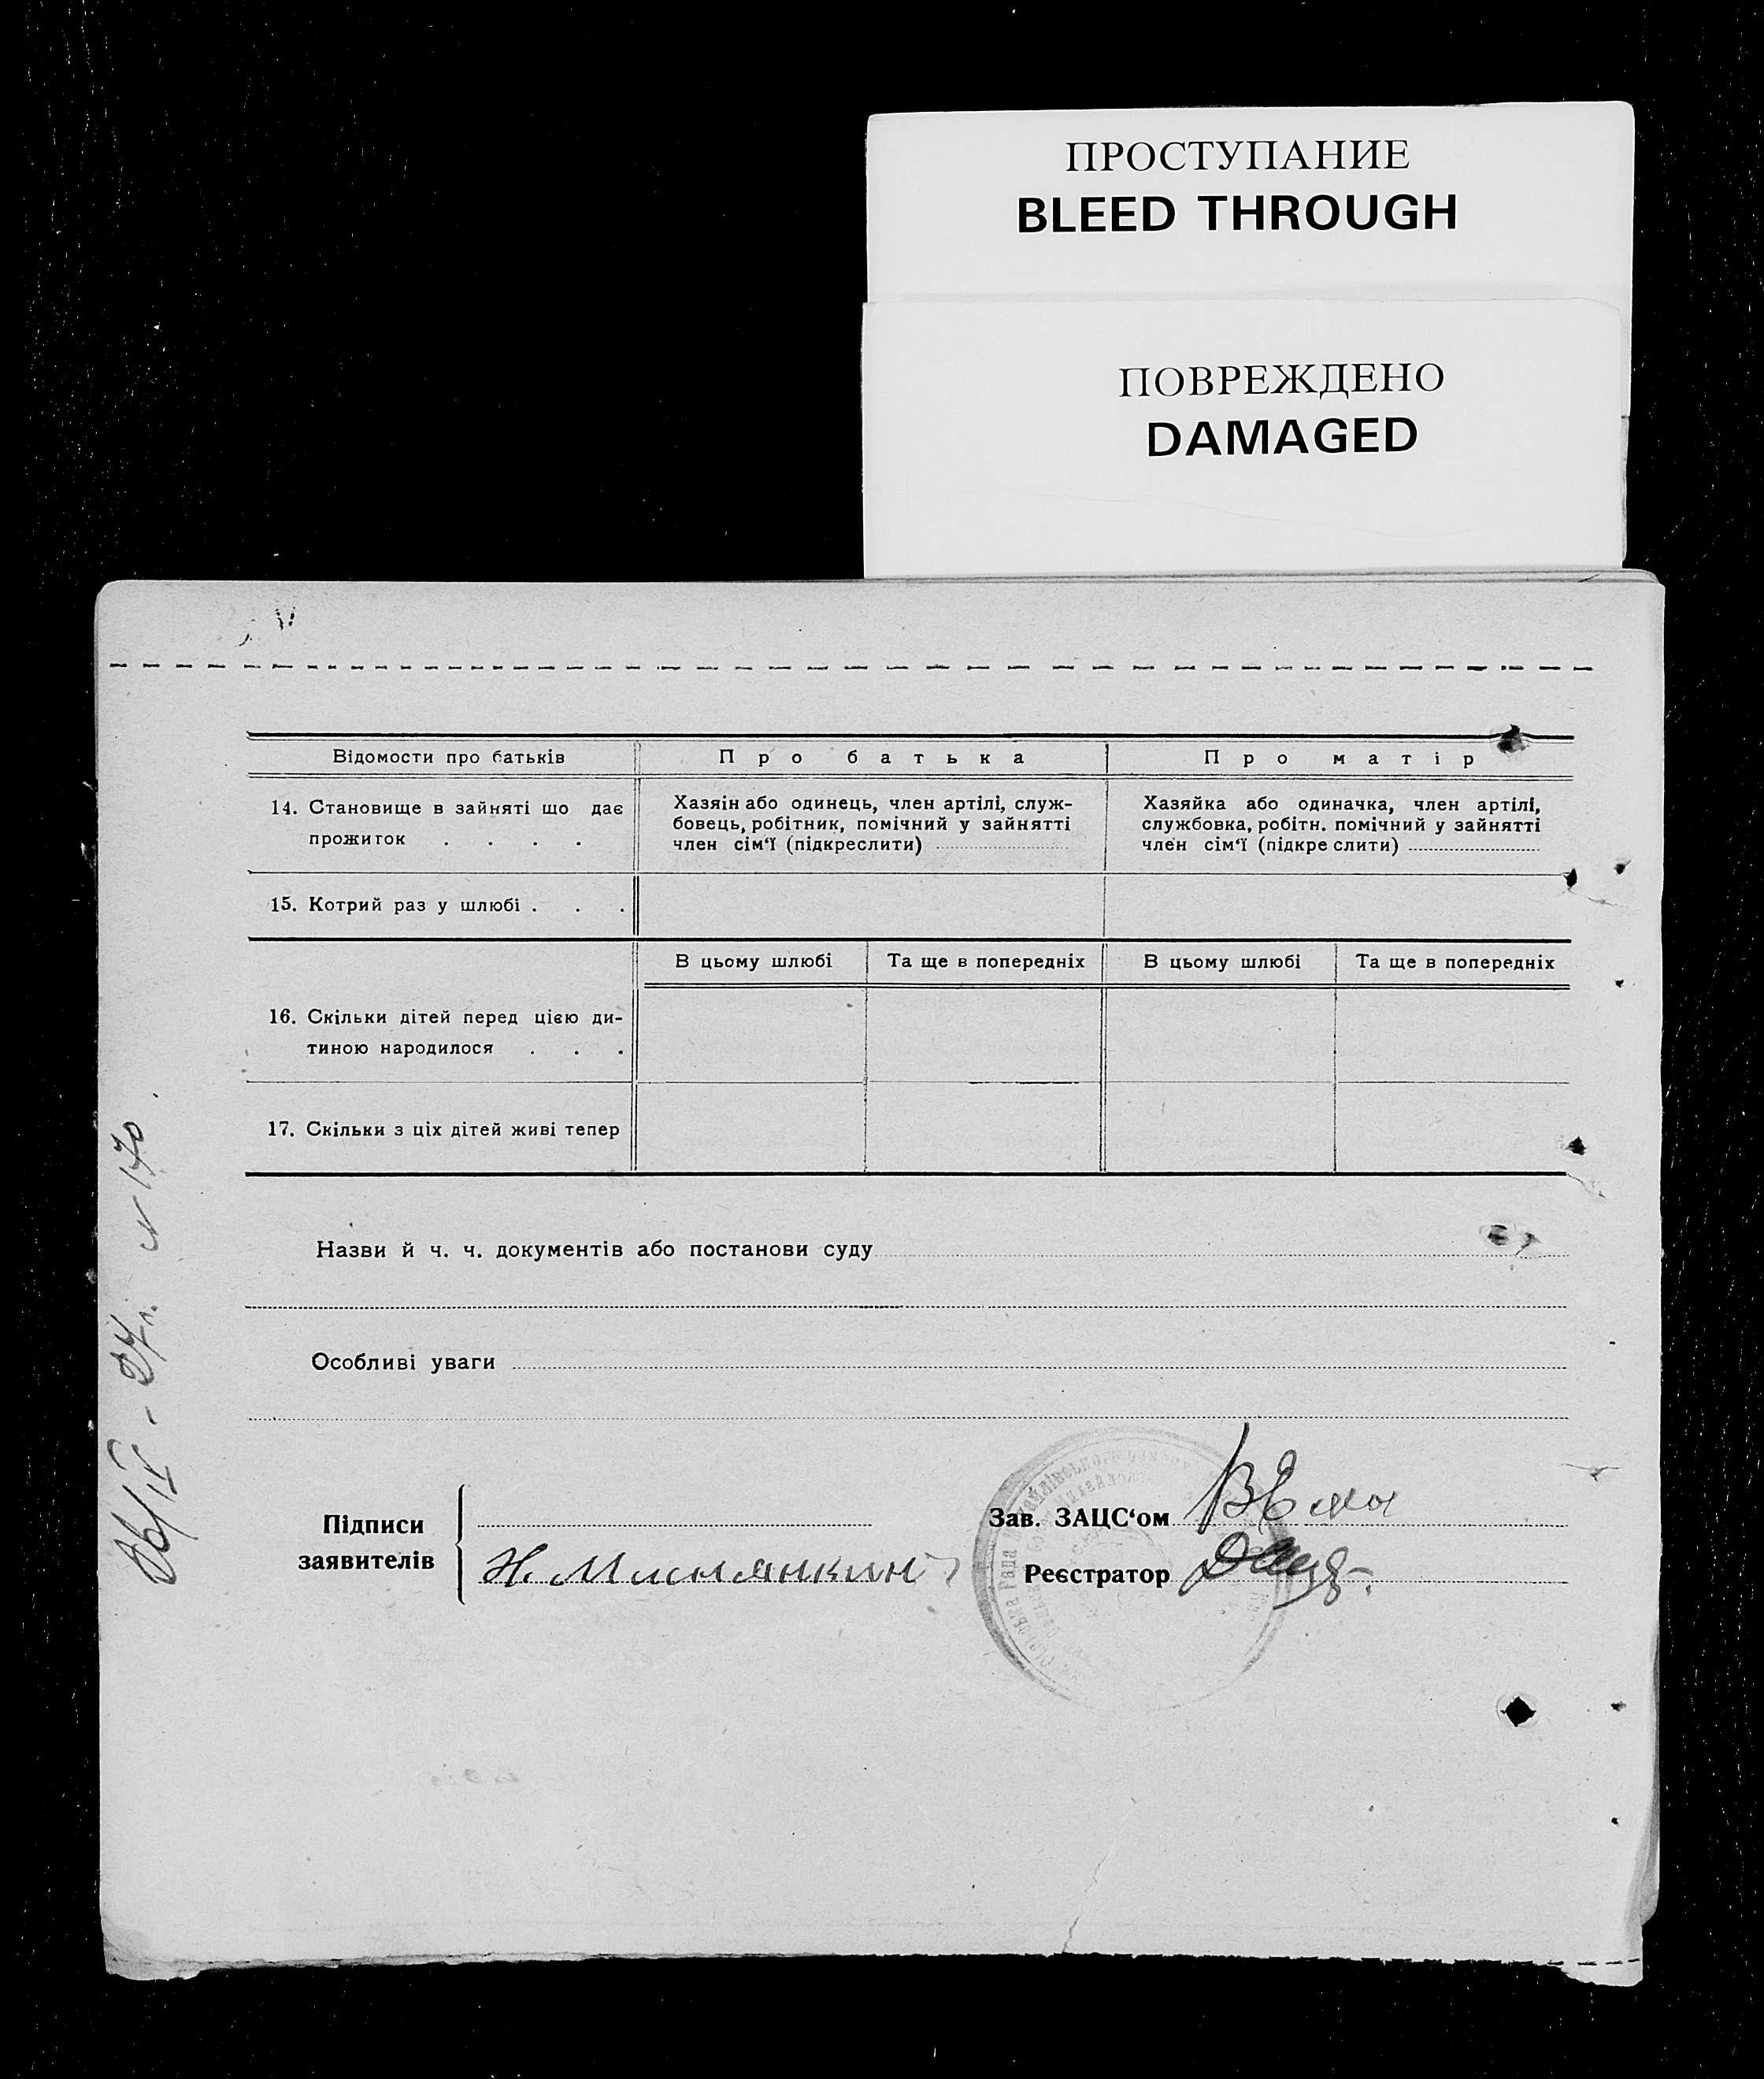 ПРОСТУПАНИЕ
BLEED THROUGH
ПОВРЕЖДЕНО
DAMAGED
Відомости про батьків
Про батька
Про матір
14. Становище в зайняті що дає
прожиток . . . .
Хазяін або одинець, член артілі, служ-
бовець, робітник, помічний у зайнятті
член сім‘ї (підкреслити)
Хазяйка або одиначка, член артілі,
службовка, робітн. помічний у зайнятті
член сім‘ї (підкреслити)
15. Котрий раз у шлюбі . . .
В цьому шлюбі
Та ще в попередніх
В цьому шлюбі
Та ще в попередніх
16. Скільки дітей перед цією ди-
тиною народилося . . .
17. Скільки з ціх дітей живі тепер
Назви й ч. ч. документів або постанови суду
Особливі уваги
Підписи
заявителів
Зав. ЗАЦС‘ом
Реєстратор
N 170.